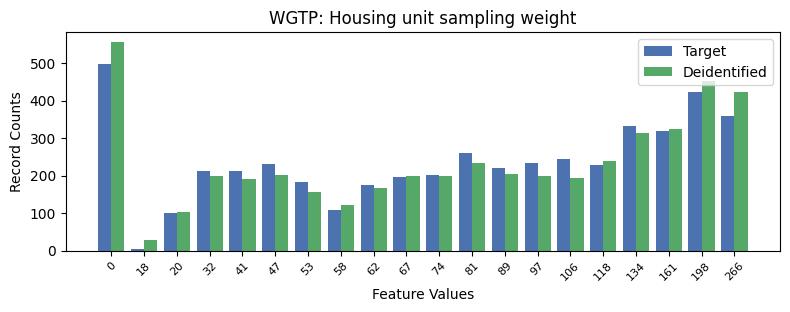 WGTP: Housing unit sampling weight
Target
Deidentified
Record Counts
500
400
300
200
100
0
0 18 20 32 41 47 53 58 62 67 74 81 89 97 106 118 134 161 198 266
Feature Values